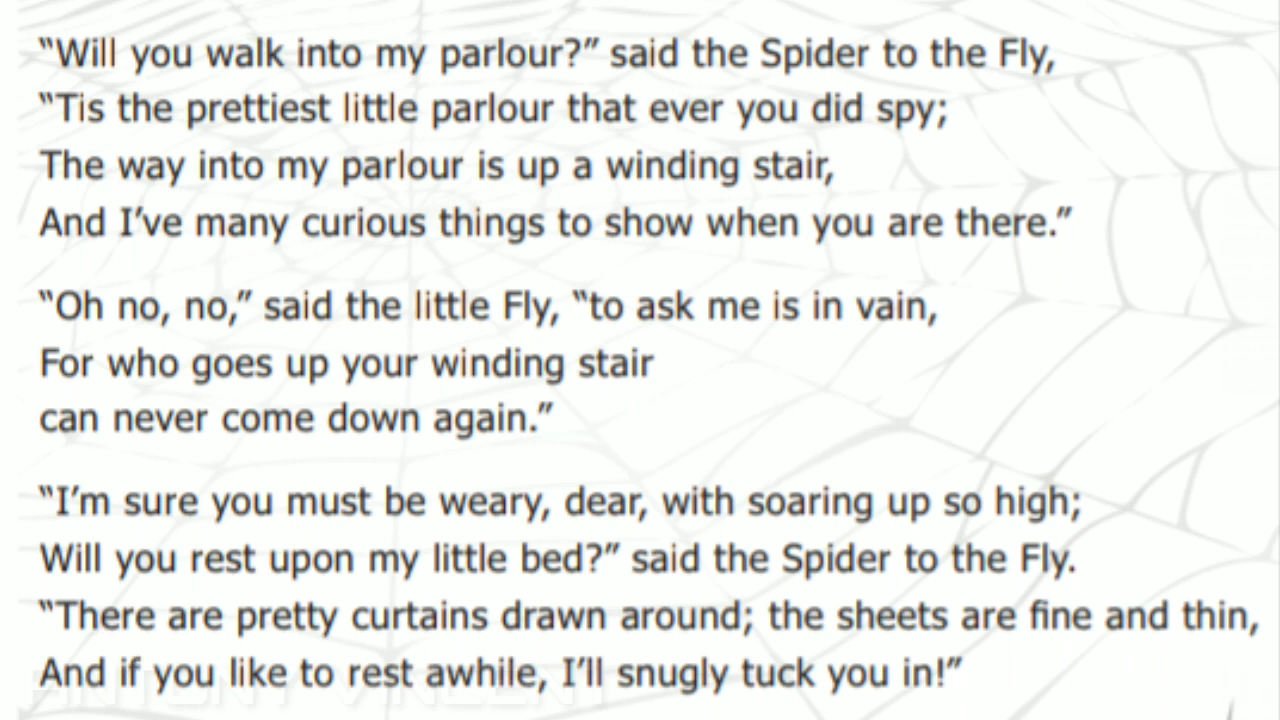 “Will you walk into my parlour?” said the Spider to the Fly,
“Tis the prettiest little parlour that ever you did spy;
The way into my parlour is up a winding stair,
And I’ve many curious things to show when you are there.”
“Oh no, no,” said the little Fly, “to ask me is in vain,
For who goes up your winding stair
can never come down again.”
“I’m sure you must be weary, dear, with soaring up so high;
Will you rest upon my little bed?” said the Spider to the Fly.
“There are pretty curtains drawn around; the sheets are fine and thin,
And if you like to rest awhile, I’ll snugly tuck you in!”
ANTONY VINCENT